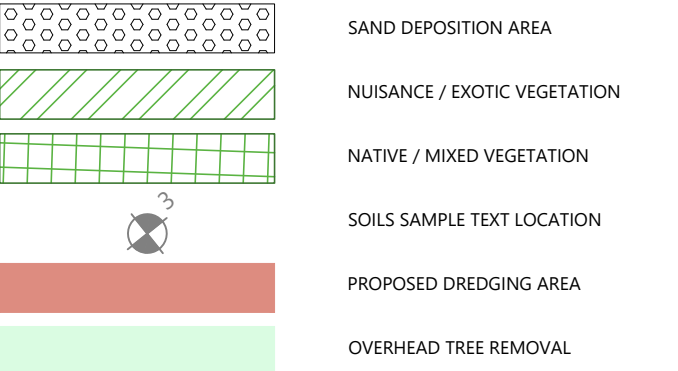 SAND DEPOSITION AREA
NUISANCE / EXOTIC VEGETATION
NATIVE / MIXED VEGETATION
3
SOILS SAMPLE TEXT LOCATION
PROPOSED DREDGING AREA
OVERHEAD TREE REMOVAL